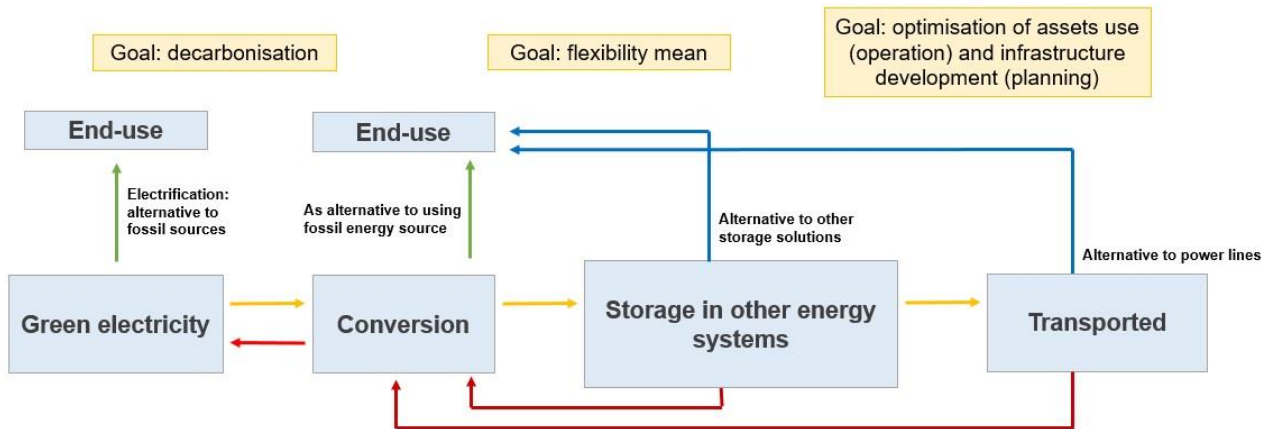 Goal: decarbonisation
Goal: flexibility mean
Goal: optimisation of assets use
(operation) and infrastructure
development (planning)
End-use
End-use
Electrification:
alternative to
fossil sources
As alternative to using
fossil energy source
Alternative to other
storage solutions
Alternative to power lines
Green electricity
Conversion
Storage in other energy
systems
Transported